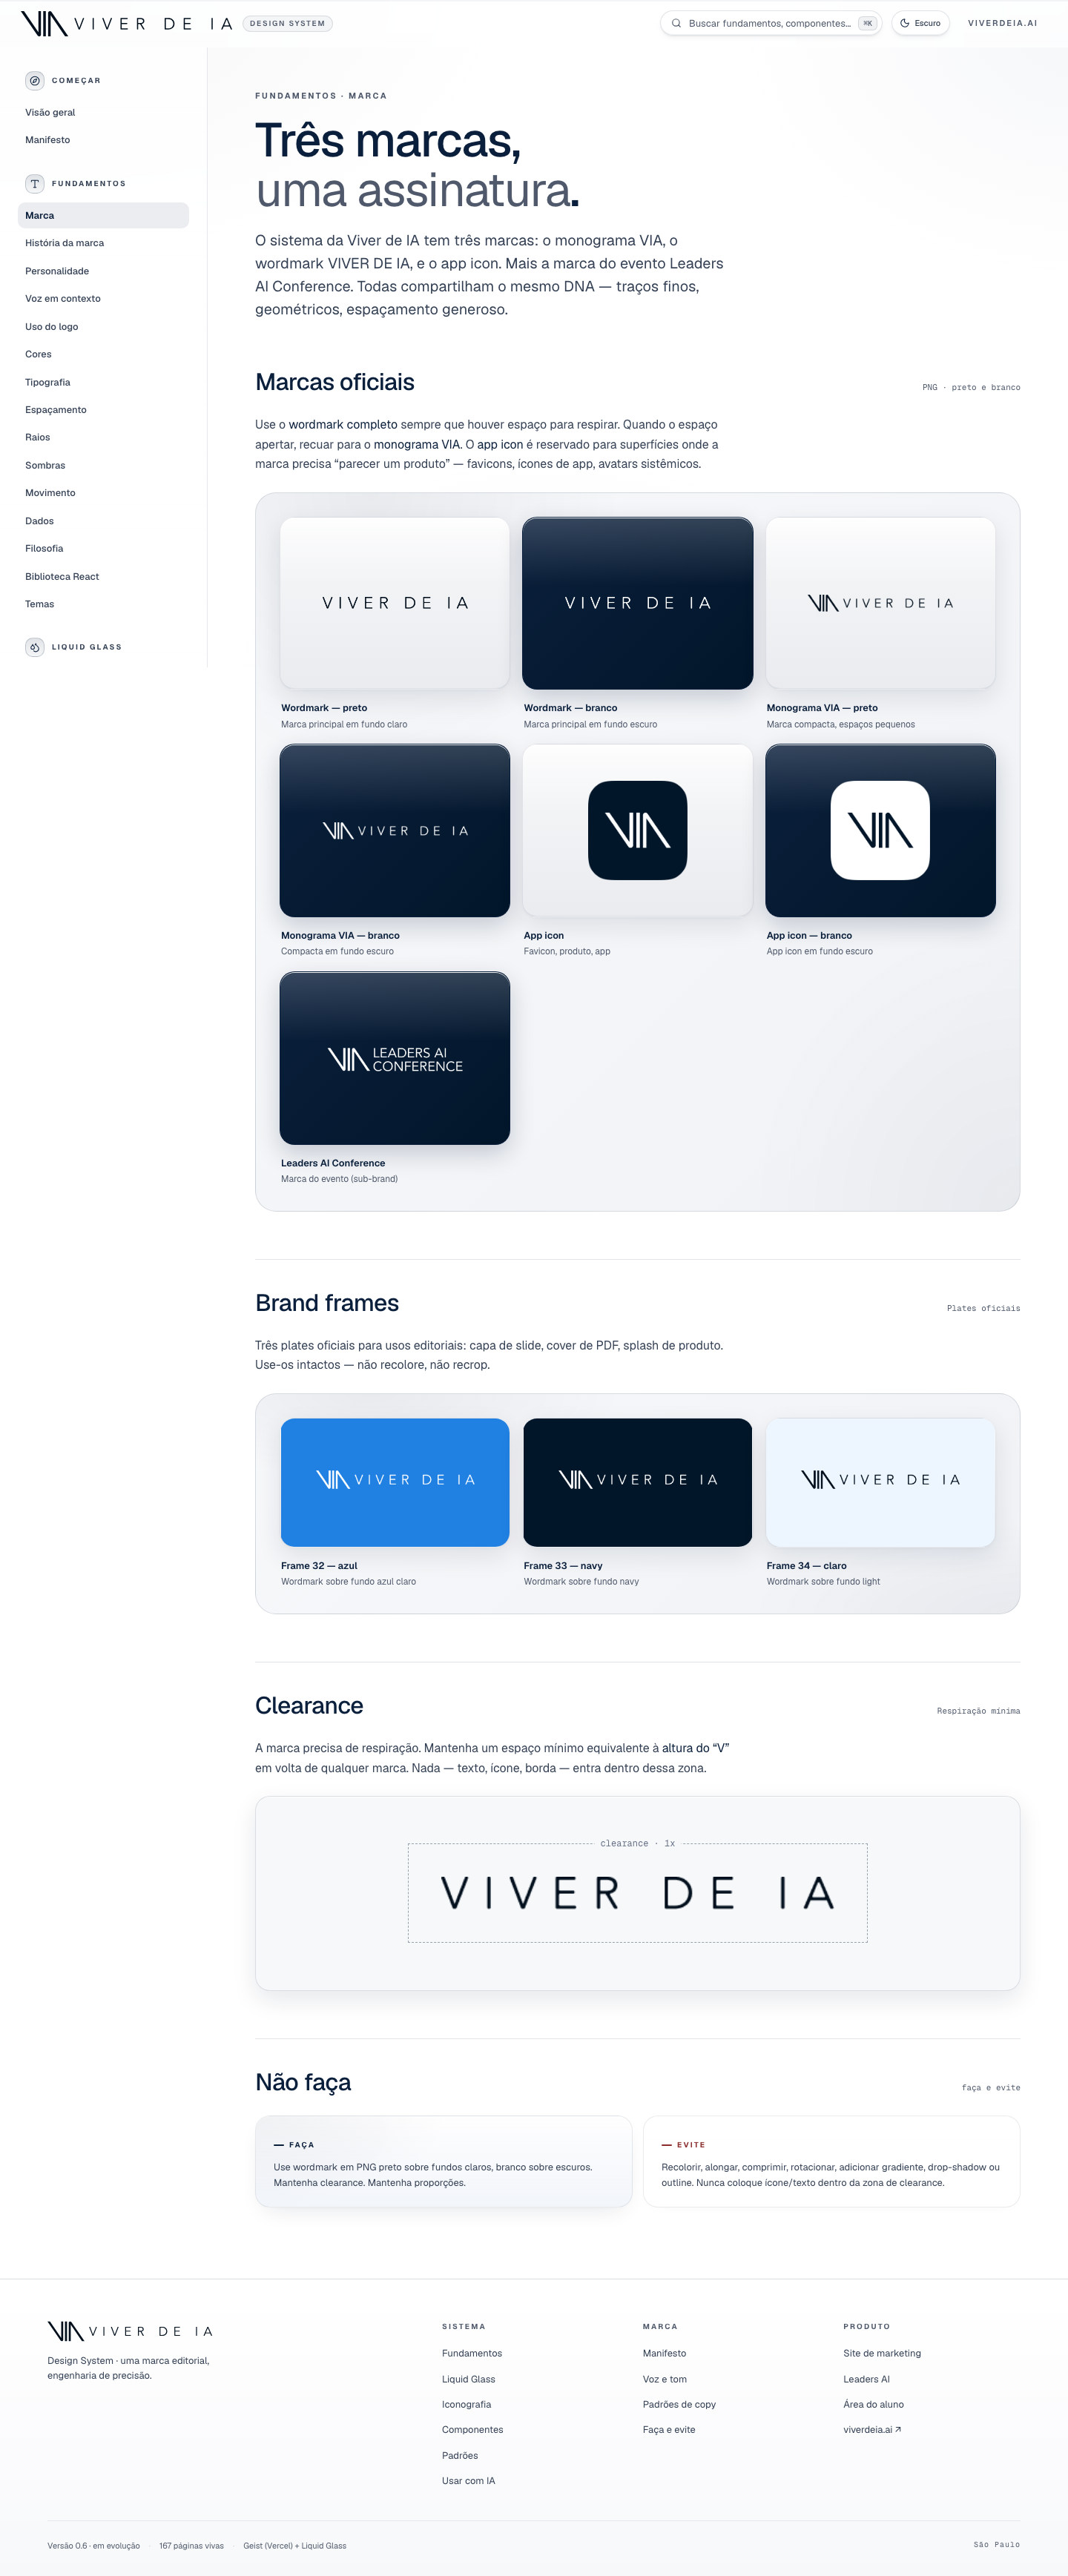 VIA VIVER DE IA DESIGN SYSTEM
Buscar fundamentos, componentes… ⌘K
Escuro
VIVERDEIA.AI
COMEÇAR
Visão geral
Manifesto
FUNDAMENTOS
Marca
História da marca
Personalidade
Voz em contexto
Uso do logo
Cores
Tipografia
Espaçamento
Raios
Sombras
Movimento
Dados
Filosofia
Biblioteca React
Temas
LIQUID GLASS
FUNDAMENTOS · MARCA
Três marcas,
uma assinatura.
O sistema da Viver de IA tem três marcas: o monograma VIA, o
wordmark VIVER DE IA, e o app icon. Mais a marca do evento Leaders
AI Conference. Todas compartilham o mesmo DNA — traços finos,
geométricos, espaçamento generoso.
Marcas oficiais
PNG · preto e branco
Use o wordmark completo sempre que houver espaço para respirar. Quando o espaço
apertar, recuar para o monograma VIA. O app icon é reservado para superfícies onde a
marca precisa “parecer um produto” — favicons, ícones de app, avatars sistêmicos.
VIVER DE IA
VIVER DE IA
VIA VIVER DE IA
Wordmark — preto
Marca principal em fundo claro
Wordmark — branco
Marca principal em fundo escuro
Monograma VIA — preto
Marca compacta, espaços pequenos
VIA VIVER DE IA
VIA
VIA
Monograma VIA — branco
Compacta em fundo escuro
App icon
Favicon, produto, app
App icon — branco
App icon em fundo escuro
VIA LEADERS AI
CONFERENCE
Leaders AI Conference
Marca do evento (sub-brand)
Brand frames
Plates oficiais
Três plates oficiais para usos editoriais: capa de slide, cover de PDF, splash de produto.
Use-os intactos — não recolore, não recrop.
VIA VIVER DE IA
VIA VIVER DE IA
VIA VIVER DE IA
Frame 32 — azul
Wordmark sobre fundo azul claro
Frame 33 — navy
Wordmark sobre fundo navy
Frame 34 — claro
Wordmark sobre fundo light
Clearance
Respiração mínima
A marca precisa de respiração. Mantenha um espaço mínimo equivalente à altura do “V”
em volta de qualquer marca. Nada — texto, ícone, borda — entra dentro dessa zona.
clearance · 1x
VIVER DE IA
Não faça
faça e evite
FAÇA
Use wordmark em PNG preto sobre fundos claros, branco sobre escuros.
Mantenha clearance. Mantenha proporções.
EVITE
Recolorir, alongar, comprimir, rotacionar, adicionar gradiente, drop-shadow ou
outline. Nunca coloque ícone/texto dentro da zona de clearance.
VIA VIVER DE IA
Design System · uma marca editorial,
engenharia de precisão.
SISTEMA
Fundamentos
Liquid Glass
Iconografia
Componentes
Padrões
Usar com IA
MARCA
Manifesto
Voz e tom
Padrões de copy
Faça e evite
PRODUTO
Site de marketing
Leaders AI
Área do aluno
viverdeia.ai ↗
Versão 0.6 · em evolução · 167 páginas vivas · Geist (Vercel) + Liquid Glass
São Paulo